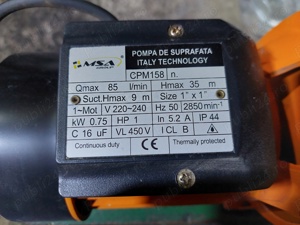 MSA
POMPA DE SUPRAFATA
ITALY TECHNOLOGY
CPM158 n.
Qmax 85 l/min Hmax 35 m
Suct.Hmax 9 m Size 1" x 1"
1~Mot V 220~240 Hz 50 2850 min⁻¹
kW 0.75 HP 1 In 5.2 A IP 44
C 16 uF VL 450 V I CL B
Continuous duty Thermally protected